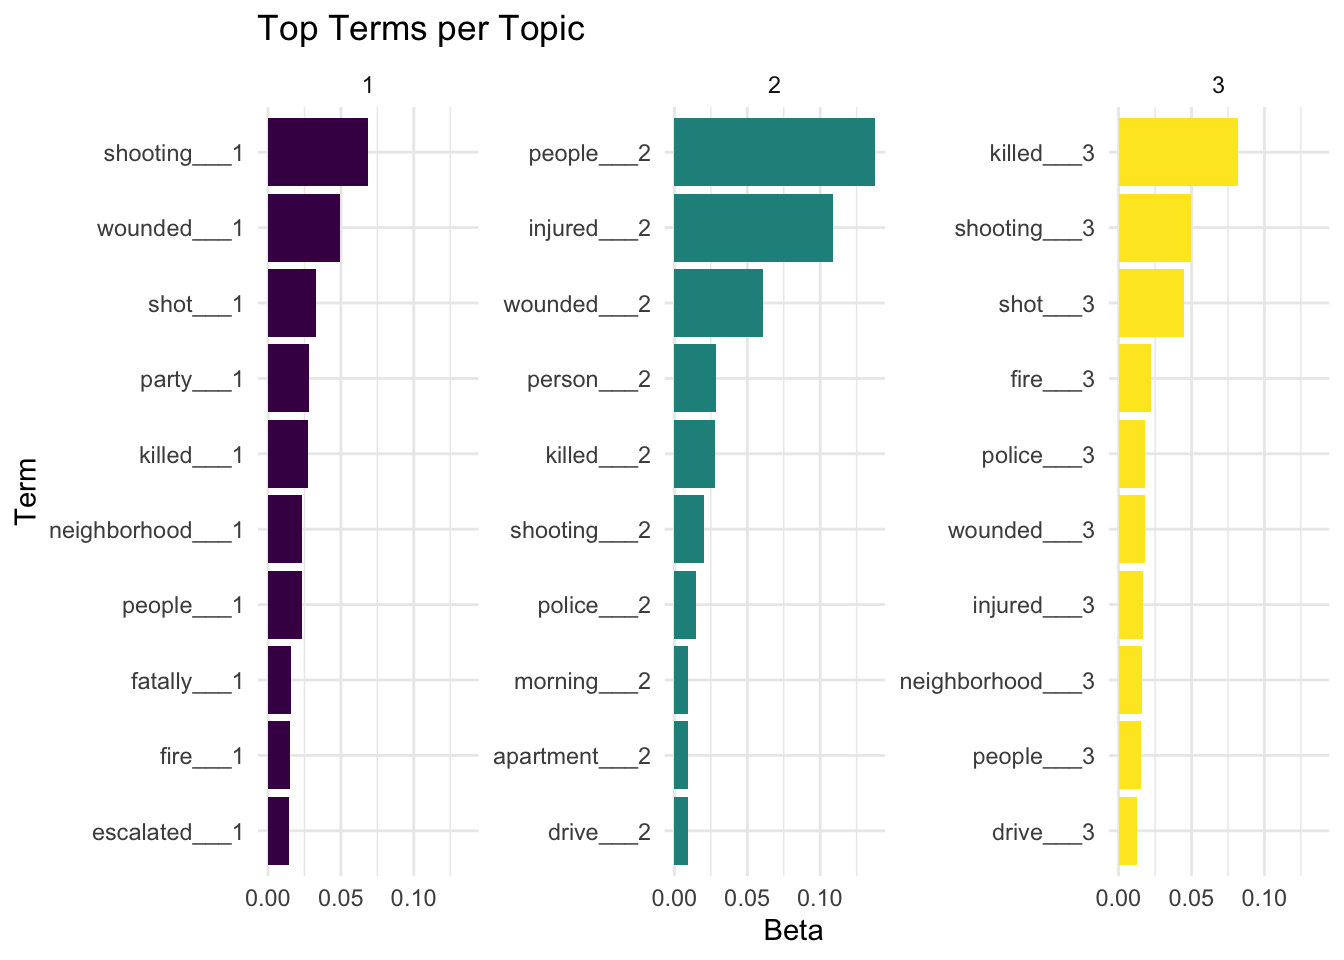 Top Terms per Topic
1
2
3
Term
shooting___1
wounded___1
shot___1
party___1
killed___1
neighborhood___1
people___1
fatally___1
fire___1
escalated___1
0.00 0.05 0.10
people___2
injured___2
wounded___2
person___2
killed___2
shooting___2
police___2
morning___2
apartment___2
drive___2
0.00 0.05 0.10
killed___3
shooting___3
shot___3
fire___3
police___3
wounded___3
injured___3
neighborhood___3
people___3
drive___3
0.00 0.05 0.10
Beta